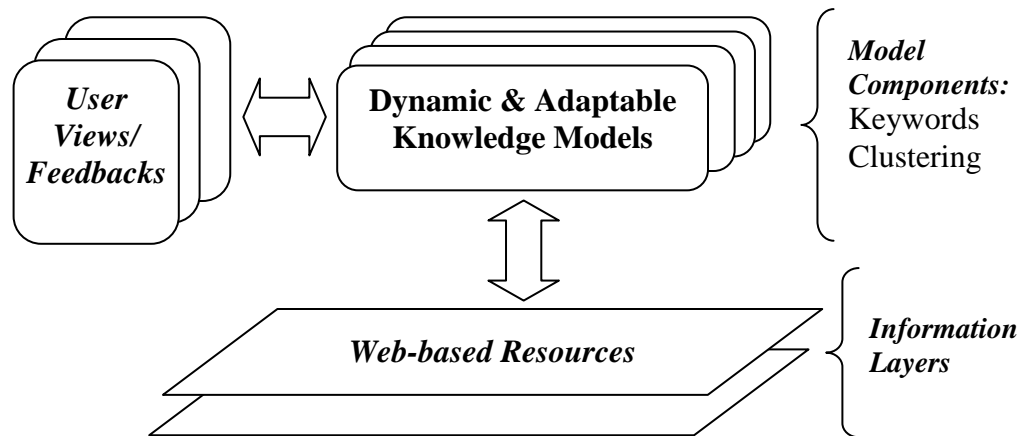 User
Views/
Feedbacks
Dynamic & Adaptable
Knowledge Models
Model
Components:
Keywords
Clustering
Web-based Resources
Information
Layers